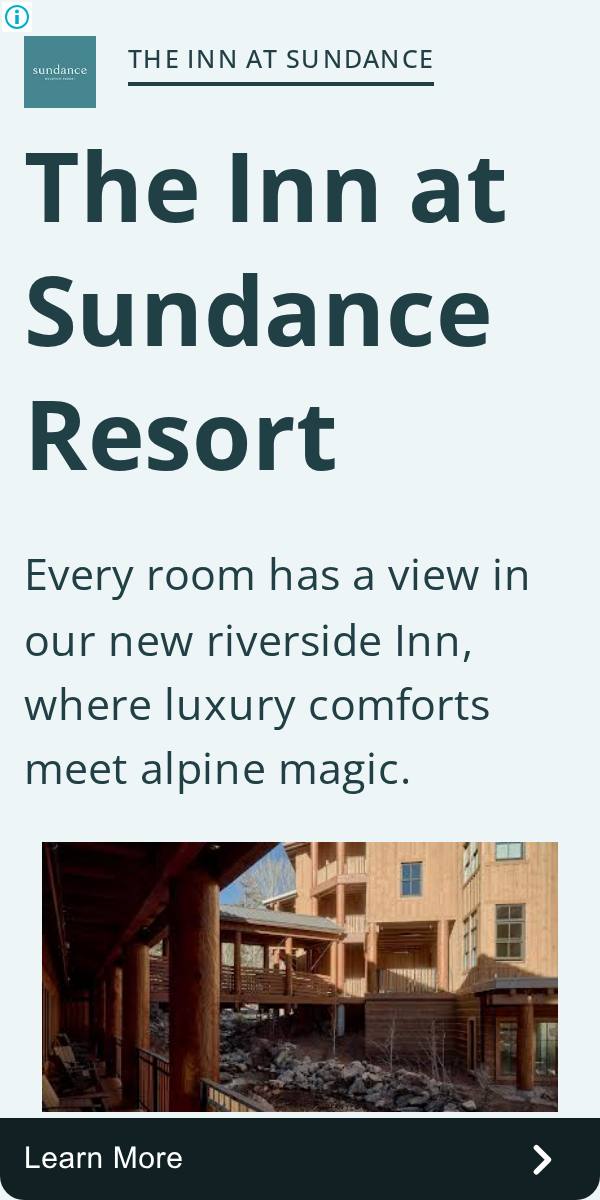 sundance
THE INN AT SUNDANCE
The Inn at
Sundance
Resort
Every room has a view in
our new riverside Inn,
where luxury comforts
meet alpine magic.
Learn More